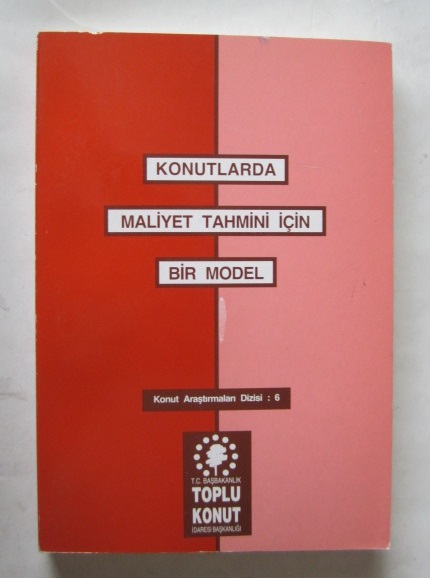 KONUTLARDA
MALİYET TAHMİNİ İÇİN
BİR MODEL
Konut Araştırmaları Dizisi : 6
T.C. BAŞBAKANLIK
TOPLU
KONUT
İDARESİ BAŞKANLIĞI